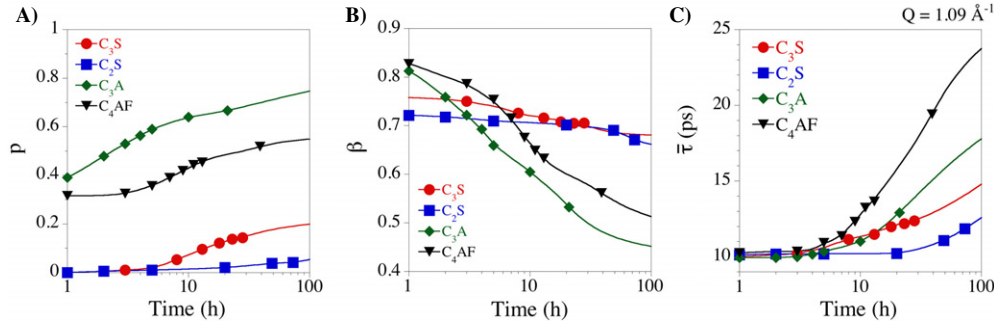 A)
1
0.8
0.6
0.4
0.2
0
p
C₃S
C₂S
C₃A
C₄AF
1
10
100
Time (h)
B)
0.9
0.8
0.7
0.6
0.5
0.4
β
C₃S
C₂S
C₃A
C₄AF
1
10
100
Time (h)
C)
Q = 1.09 Å⁻¹
25
20
15
10
τ̄ (ps)
C₃S
C₂S
C₃A
C₄AF
1
10
100
Time (h)